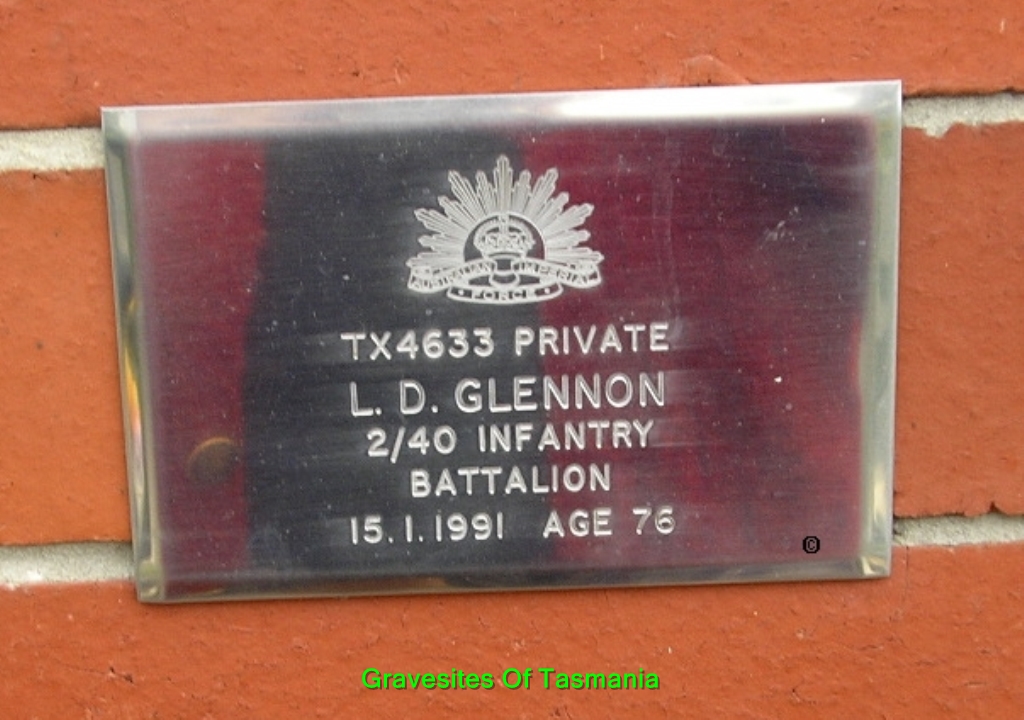 AUSTRALIAN IMPERIAL
FORCE
TX4633 PRIVATE
L. D. GLENNON
2/40 INFANTRY
BATTALION
15.1.1991 AGE 76
©
Gravesites Of Tasmania